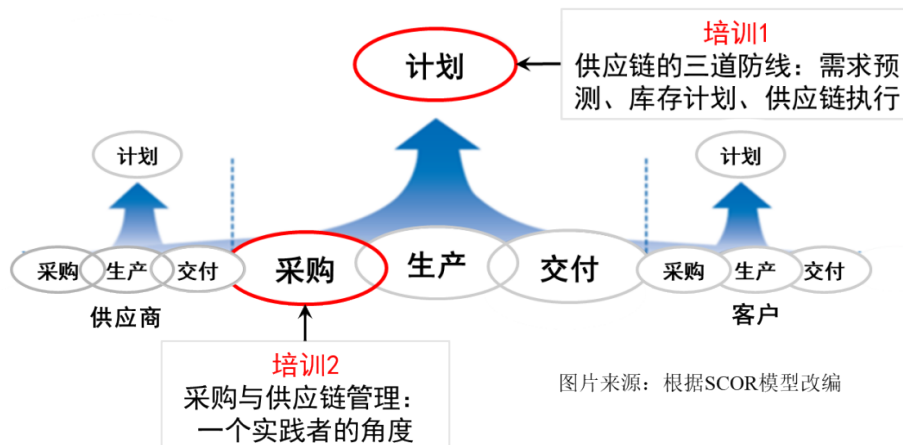 培训1
供应链的三道防线：需求预
测、库存计划、供应链执行
计划
计划
计划
采购
生产
交付
采购
生产
交付
采购
生产
交付
供应商
客户
培训2
采购与供应链管理：
一个实践者的角度
图片来源：根据SCOR模型改编